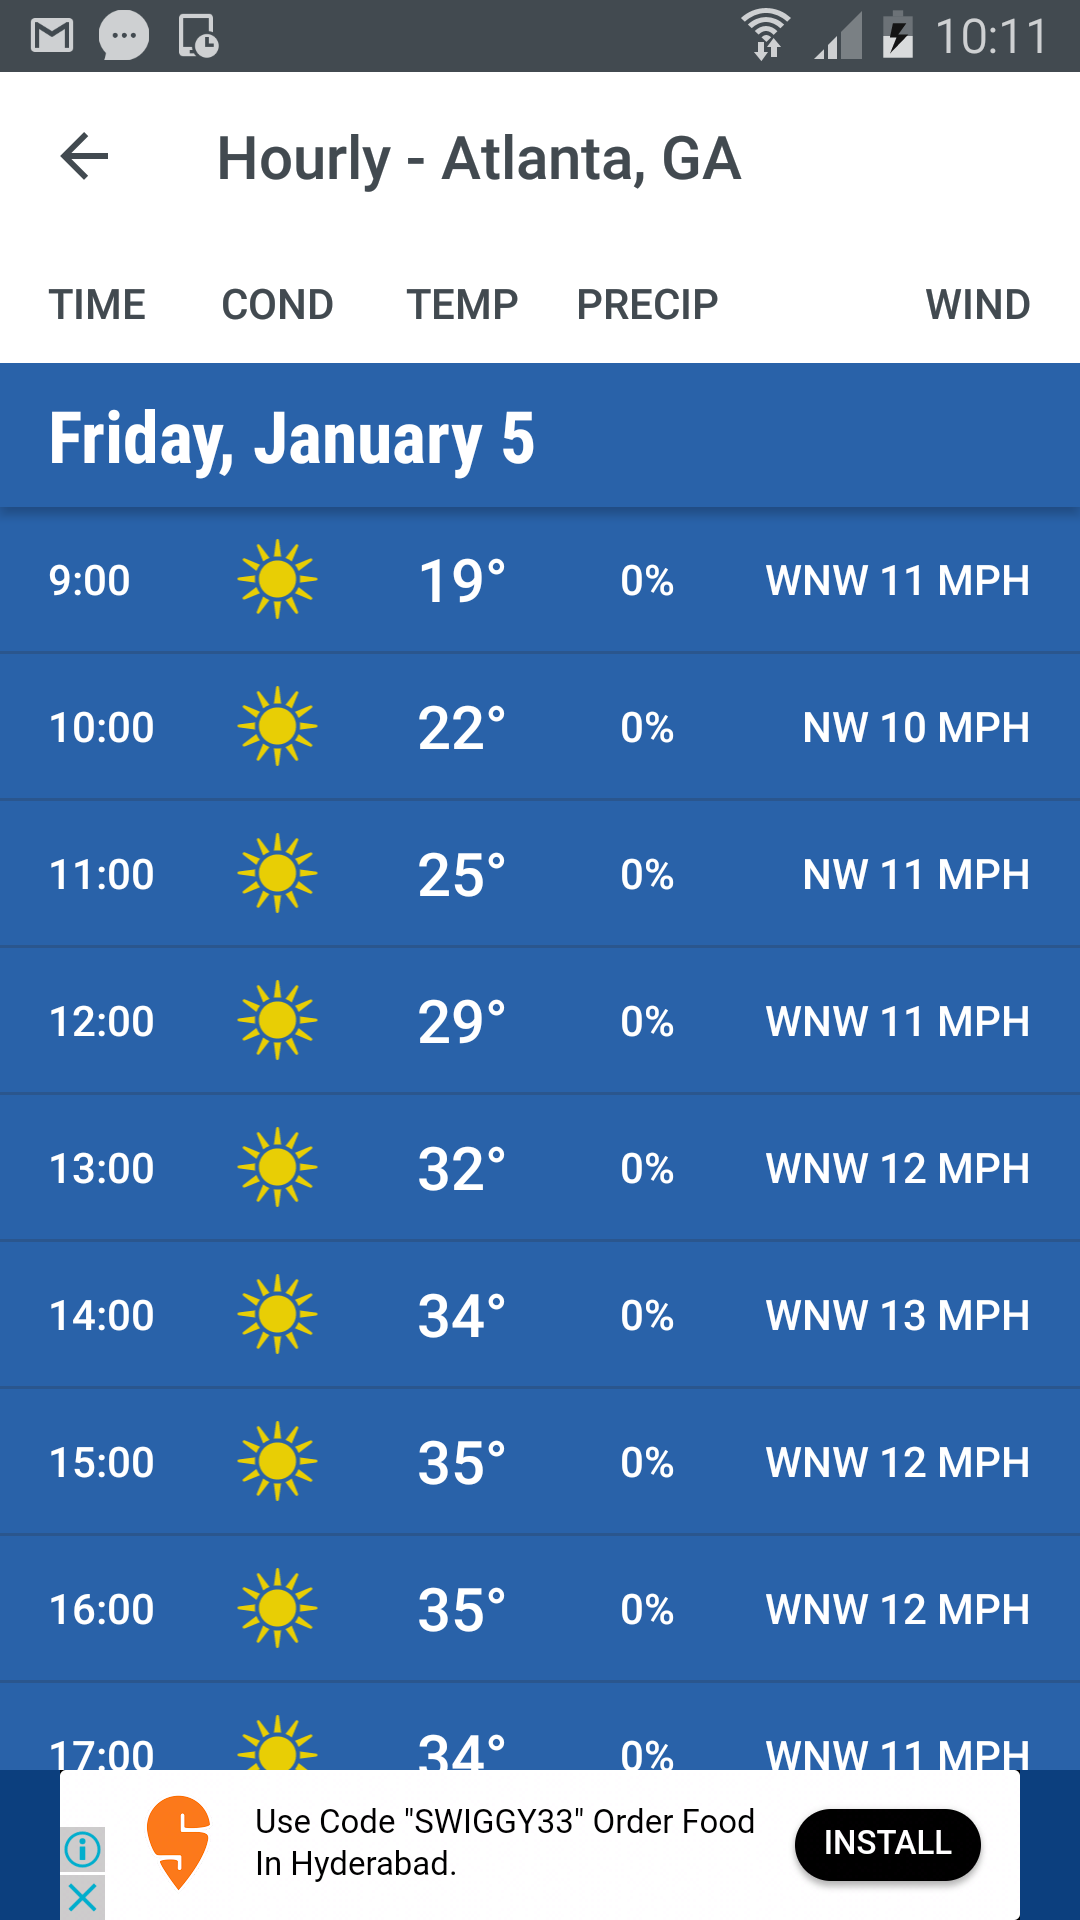 10:11
Hourly - Atlanta, GA
TIME COND TEMP PRECIP WIND
Friday, January 5
9:00 19° 0% WNW 11 MPH
10:00 22° 0% NW 10 MPH
11:00 25° 0% NW 11 MPH
12:00 29° 0% WNW 11 MPH
13:00 32° 0% WNW 12 MPH
14:00 34° 0% WNW 13 MPH
15:00 35° 0% WNW 12 MPH
16:00 35° 0% WNW 12 MPH
17:00 34° 0% WNW 11 MPH
Use Code "SWIGGY33" Order Food
In Hyderabad.
INSTALL